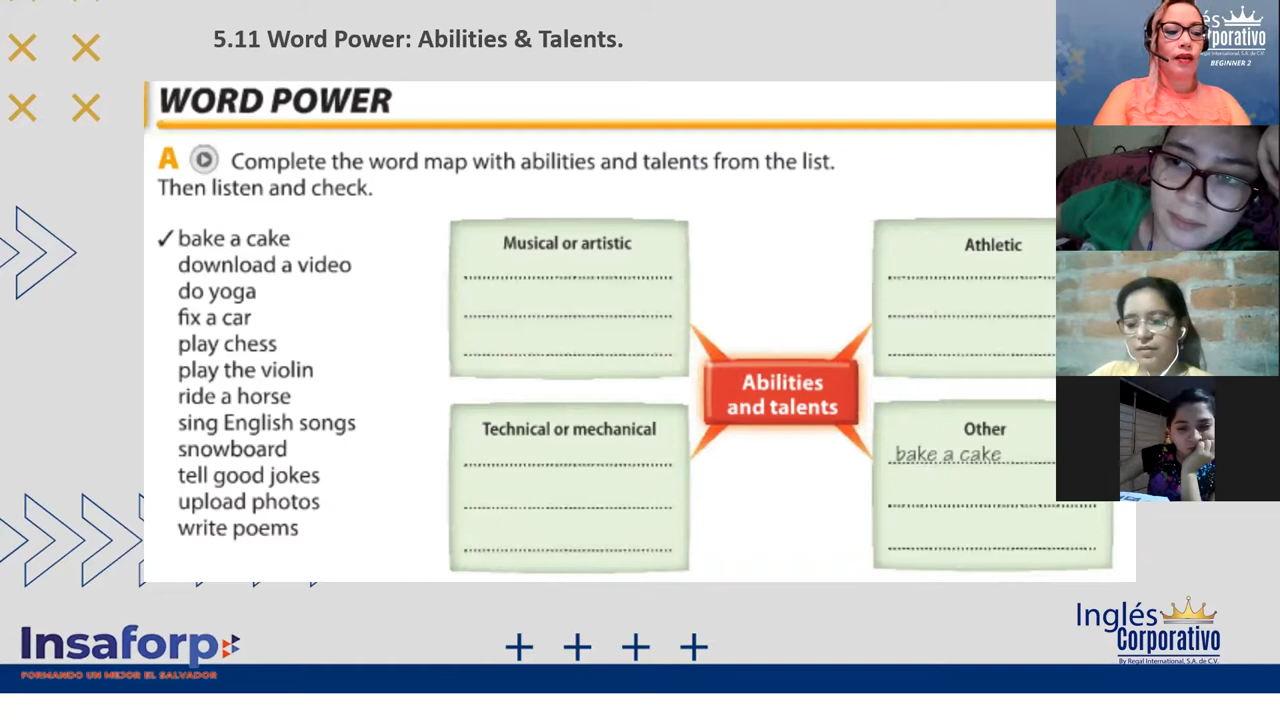 5.11 Word Power: Abilities & Talents.
WORD POWER
A Complete the word map with abilities and talents from the list.
Then listen and check.
✓ bake a cake
download a video
do yoga
fix a car
play chess
play the violin
ride a horse
sing English songs
snowboard
tell good jokes
upload photos
write poems
Musical or artistic
Athletic
Abilities
and talents
Technical or mechanical
Other
bake a cake
BEGINNER 2
Insaforp
FORMANDO UN MEJOR EL SALVADOR
Inglés
Corporativo
By Regal International, S.A. de C.V.